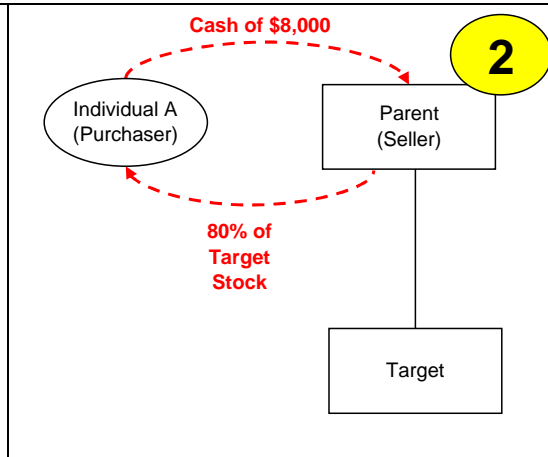 Cash of $8,000
2
Individual A
(Purchaser)
Parent
(Seller)
80% of
Target
Stock
Target